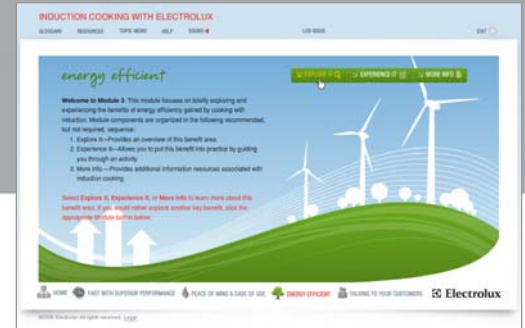 INDUCTION COOKING WITH ELECTROLUX
GLOSSARY RESOURCES TOPIC MENU HELP SOUND LOG ISSUE EXIT
energy efficient
EXPLORE IT EXPERIENCE IT MORE INFO
Welcome to Module 3. This module focuses on briefly exploring and
experiencing the benefits of energy efficiency gained by cooking with
induction. Module components are organized in the following recommended,
but not required, sequence:
1. Explore It—Provides an overview of this benefit area.
2. Experience It—Allows you to put this benefit into practice by guiding
you through an activity.
3. More Info.—Provides additional information resources associated with
induction cooking.
Select Explore It, Experience It, or More Info to learn more about this
benefit area. If you would rather explore another key benefit, click the
appropriate Module button below.
HOME FAST WITH SUPERIOR PERFORMANCE PEACE OF MIND & EASE OF USE ENERGY EFFICIENT TALKING TO YOUR CUSTOMERS Electrolux
Electrolux All rights reserved. Legal